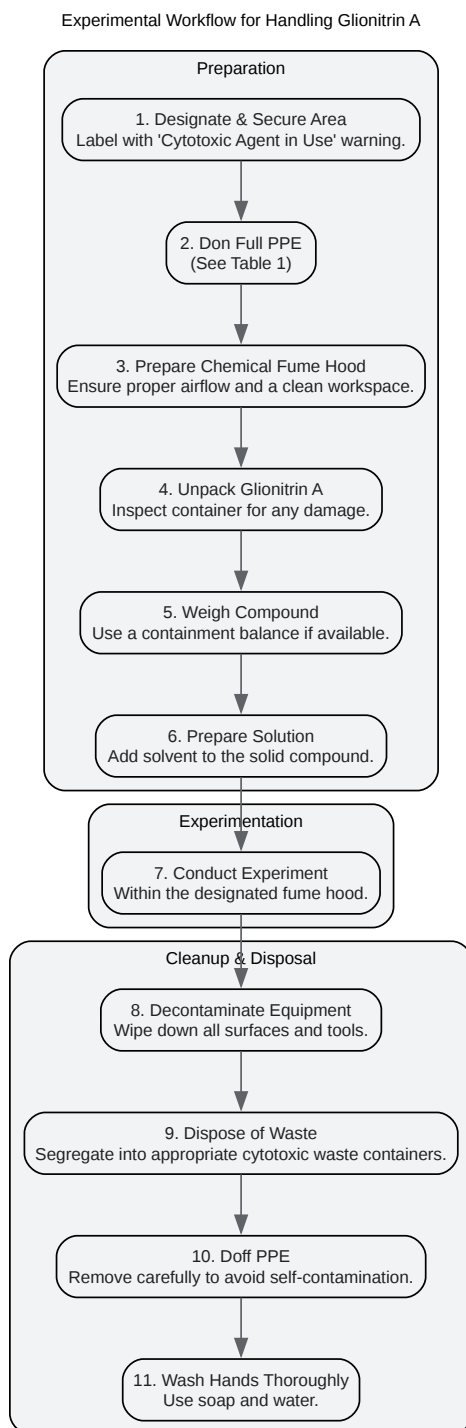 Experimental Workflow for Handling Glionitrin A
Preparation
1. Designate & Secure Area
Label with 'Cytotoxic Agent in Use' warning.
2. Don Full PPE
(See Table 1)
3. Prepare Chemical Fume Hood
Ensure proper airflow and a clean workspace.
4. Unpack Glionitrin A
Inspect container for any damage.
5. Weigh Compound
Use a containment balance if available.
6. Prepare Solution
Add solvent to the solid compound.
Experimentation
7. Conduct Experiment
Within the designated fume hood.
Cleanup & Disposal
8. Decontaminate Equipment
Wipe down all surfaces and tools.
9. Dispose of Waste
Segregate into appropriate cytotoxic waste containers.
10. Doff PPE
Remove carefully to avoid self-contamination.
11. Wash Hands Thoroughly
Use soap and water.